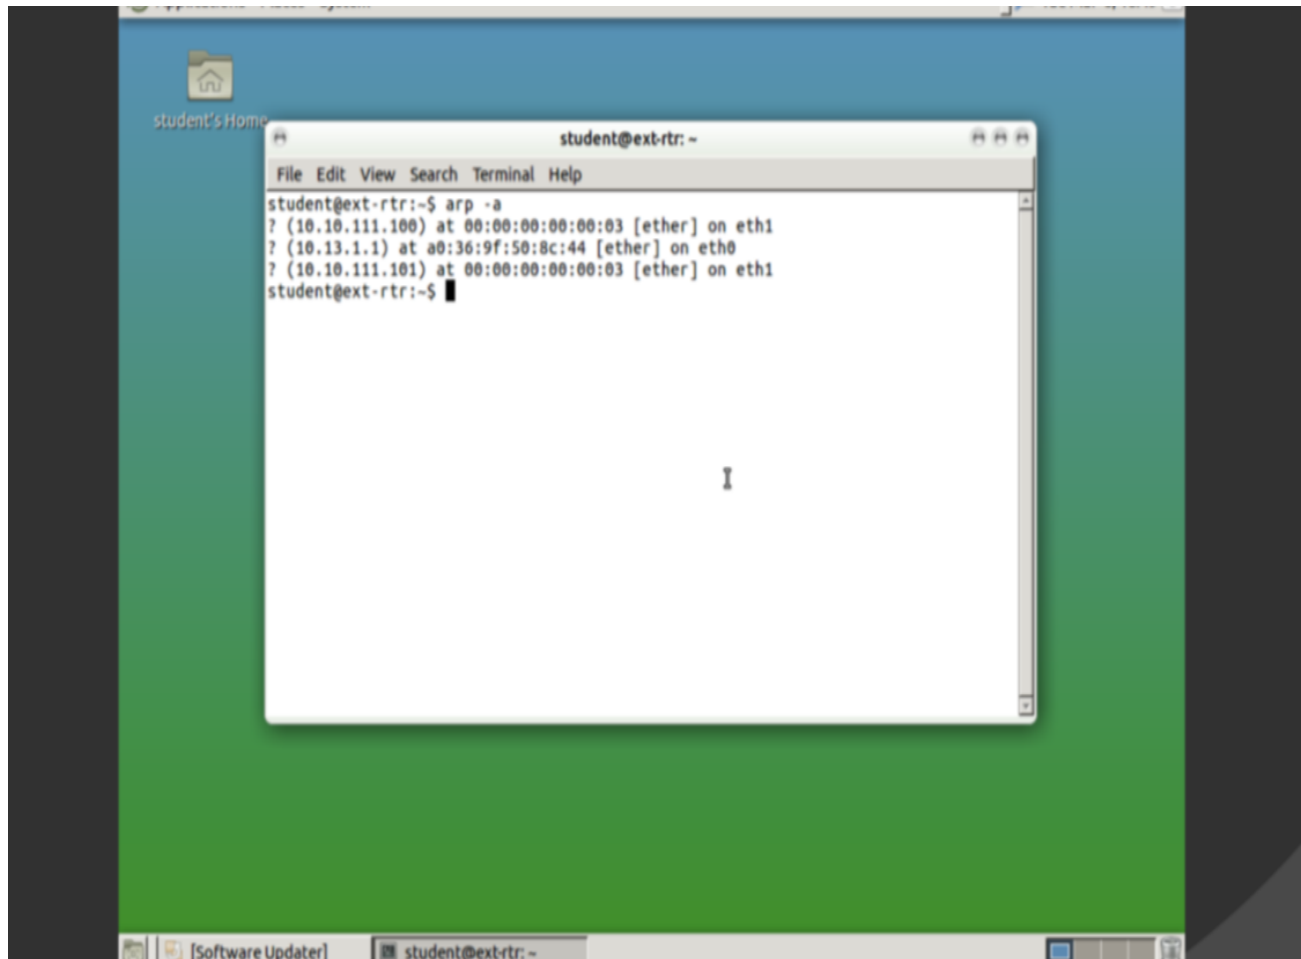 student's Home
student@ext-rtr: ~
File Edit View Search Terminal Help
student@ext-rtr:~$ arp -a
? (10.10.111.100) at 00:00:00:00:00:03 [ether] on eth1
? (10.13.1.1) at a0:36:9f:50:8c:44 [ether] on eth0
? (10.10.111.101) at 00:00:00:00:00:03 [ether] on eth1
student@ext-rtr:~$
[Software Updater]
student@ext-rtr: ~